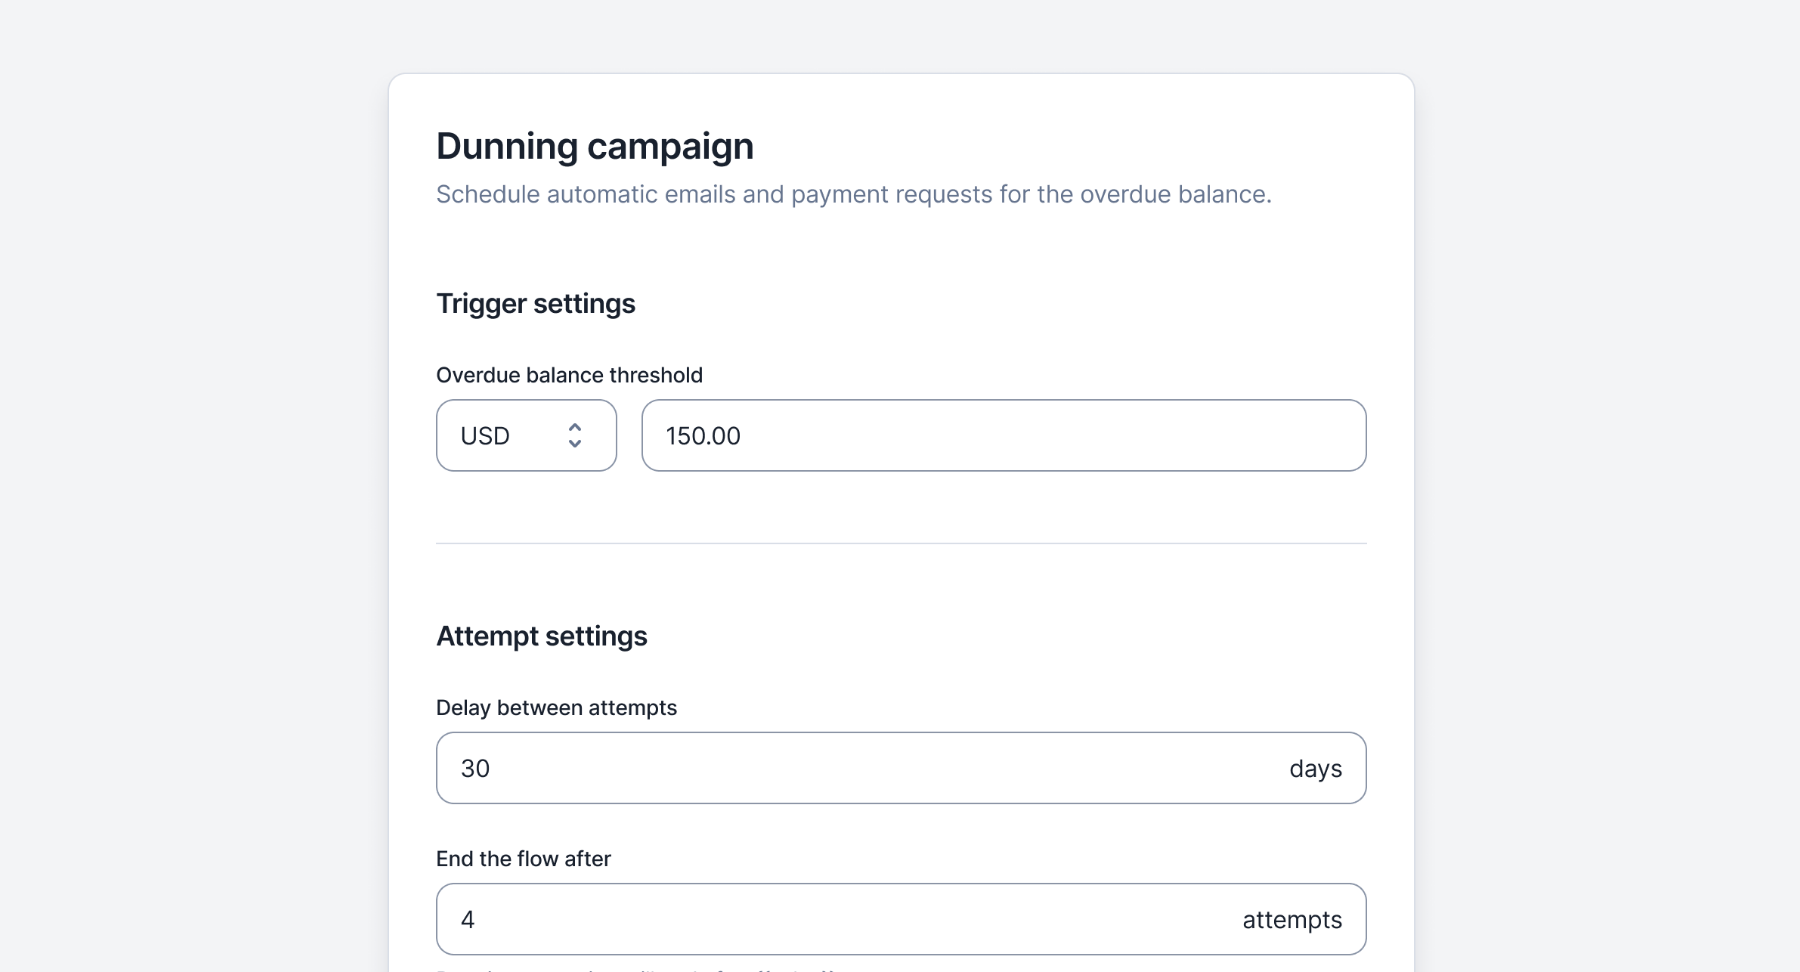 Dunning campaign
Schedule automatic emails and payment requests for the overdue balance.
Trigger settings
Overdue balance threshold
USD
150.00
Attempt settings
Delay between attempts
30 days
End the flow after
4 attempts